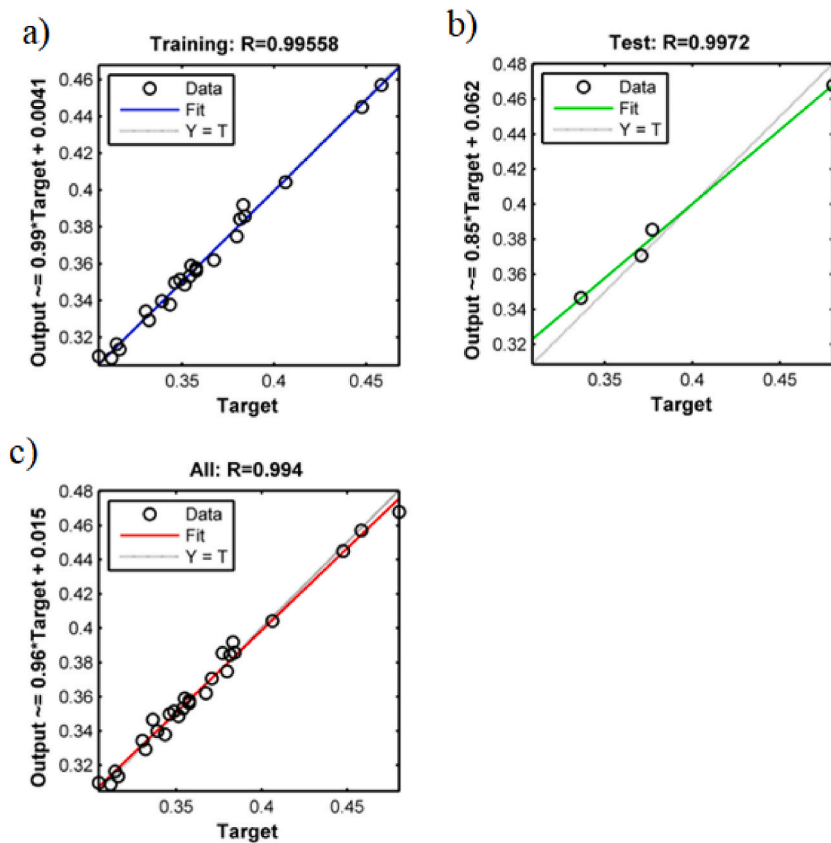 a)
Training: R=0.99558
Output ~= 0.99*Target + 0.0041
0.46
0.44
0.42
0.4
0.38
0.36
0.34
0.32
Data
Fit
Y = T
0.35
0.4
0.45
Target
b)
Test: R=0.9972
Output ~= 0.85*Target + 0.062
0.48
0.46
0.44
0.42
0.4
0.38
0.36
0.34
0.32
Data
Fit
Y = T
0.35
0.4
0.45
Target
c)
All: R=0.994
Output ~= 0.96*Target + 0.015
0.48
0.46
0.44
0.42
0.4
0.38
0.36
0.34
0.32
Data
Fit
Y = T
0.35
0.4
0.45
Target